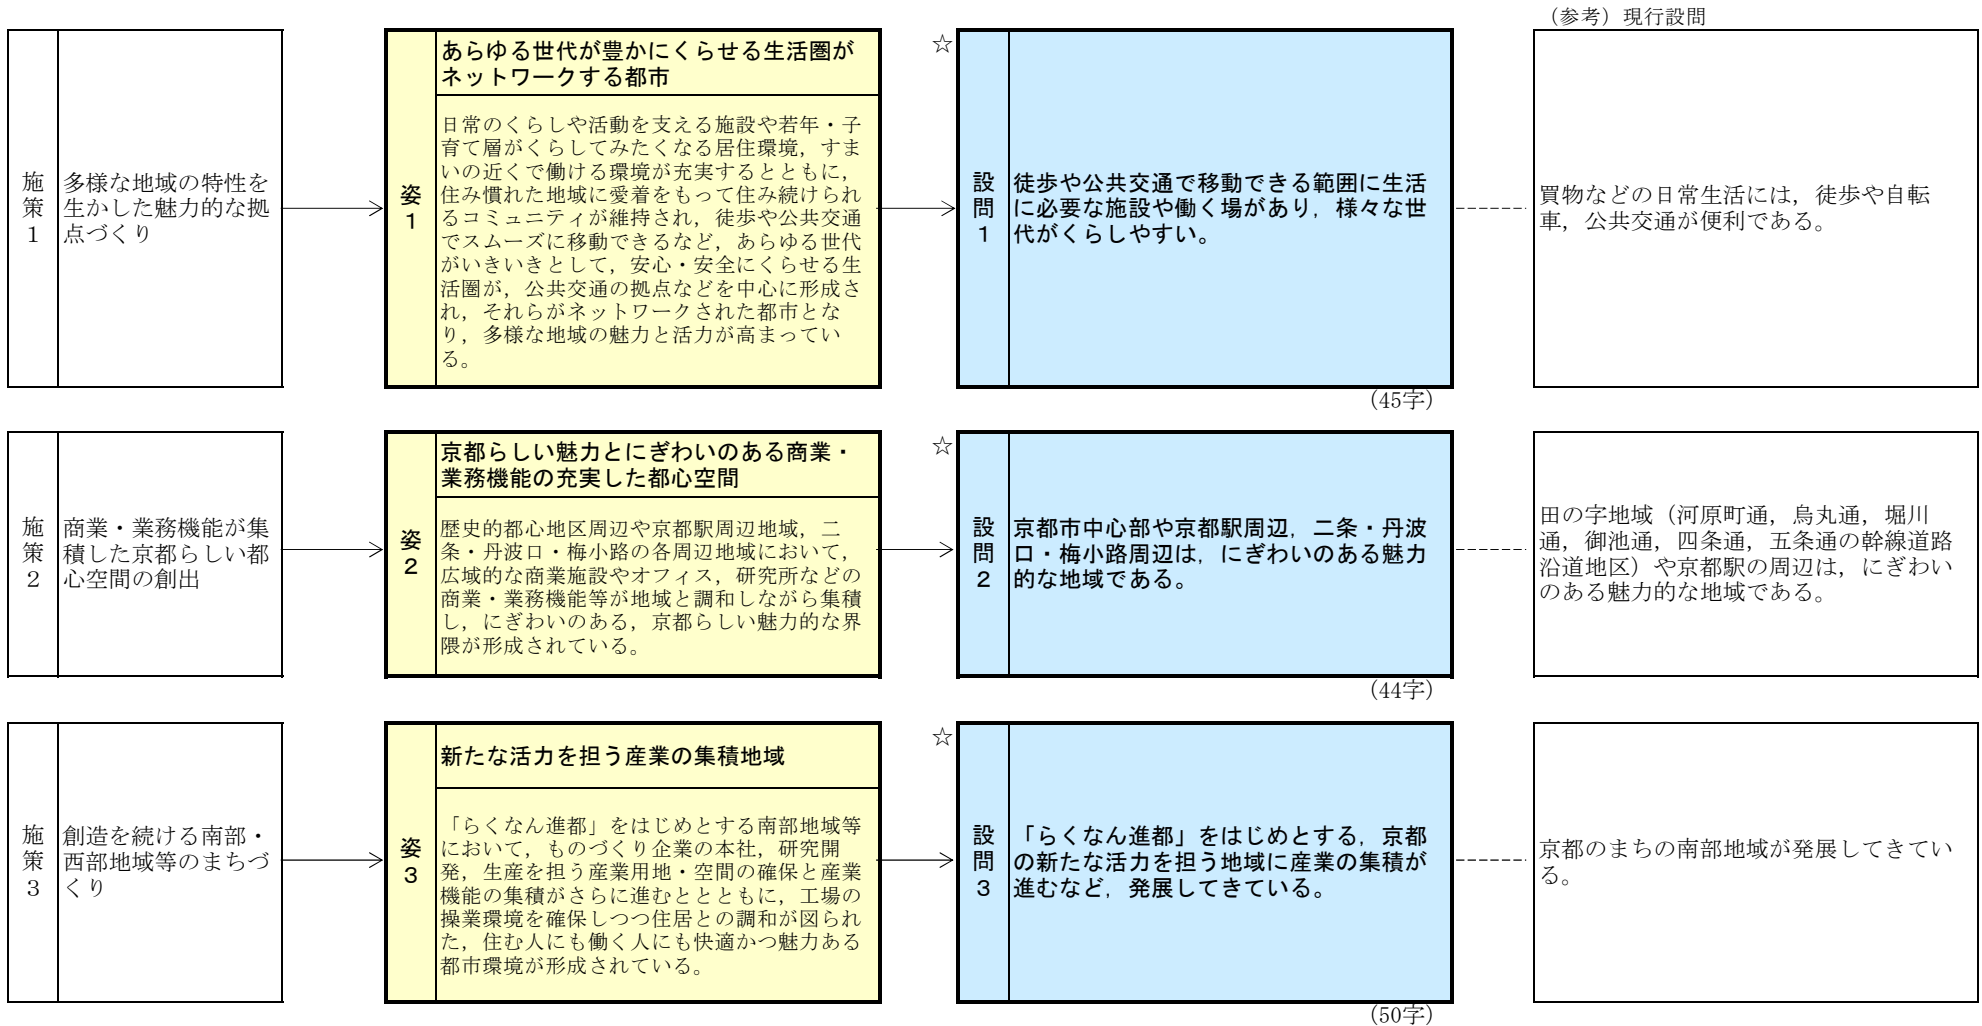 （参考）現行設問
施策1
多様な地域の特性を
生かした魅力的な拠
点づくり
姿1
あらゆる世代が豊かにくらせる生活圏が
ネットワークする都市
日常のくらしや活動を支える施設や若年・子
育て層がくらしてみたくなる居住環境，すま
いの近くで働ける環境が充実するとともに，
住み慣れた地域に愛着をもって住み続けられ
るコミュニティが維持され，徒歩や公共交通
でスムーズに移動できるなど，あらゆる世代
がいきいきとして，安心・安全にくらせる生
活圏が，公共交通の拠点などを中心に形成さ
れ，それらがネットワークされた都市とな
り，多様な地域の魅力と活力が高まってい
る。
☆
設問1
徒歩や公共交通で移動できる範囲に生活
に必要な施設や働く場があり，様々な世
代がくらしやすい。
（45字）
買物などの日常生活には，徒歩や自転
車，公共交通が便利である。
施策2
商業・業務機能が集
積した京都らしい都
心空間の創出
姿2
京都らしい魅力とにぎわいのある商業・
業務機能の充実した都心空間
歴史的都心地区周辺や京都駅周辺地域，二
条・丹波口・梅小路の各周辺地域において，
広域的な商業施設やオフィス，研究所などの
商業・業務機能等が地域と調和しながら集積
し，にぎわいのある，京都らしい魅力的な界
隈が形成されている。
☆
設問2
京都市中心部や京都駅周辺，二条・丹波
口・梅小路周辺は，にぎわいのある魅力
的な地域である。
（44字）
田の字地域（河原町通，烏丸通，堀川
通，御池通，四条通，五条通の幹線道路
沿道地区）や京都駅の周辺は，にぎわい
のある魅力的な地域である。
施策3
創造を続ける南部・
西部地域等のまちづ
くり
姿3
新たな活力を担う産業の集積地域
「らくなん進都」をはじめとする南部地域等
において，ものづくり企業の本社，研究開
発，生産を担う産業用地・空間の確保と産業
機能の集積がさらに進むとともに，工場の
操業環境を確保しつつ住居との調和が図られ
た，住む人にも働く人にも快適かつ魅力ある
都市環境が形成されている。
☆
設問3
「らくなん進都」をはじめとする，京都
の新たな活力を担う地域に産業の集積が
進むなど，発展してきている。
（50字）
京都のまちの南部地域が発展してきてい
る。